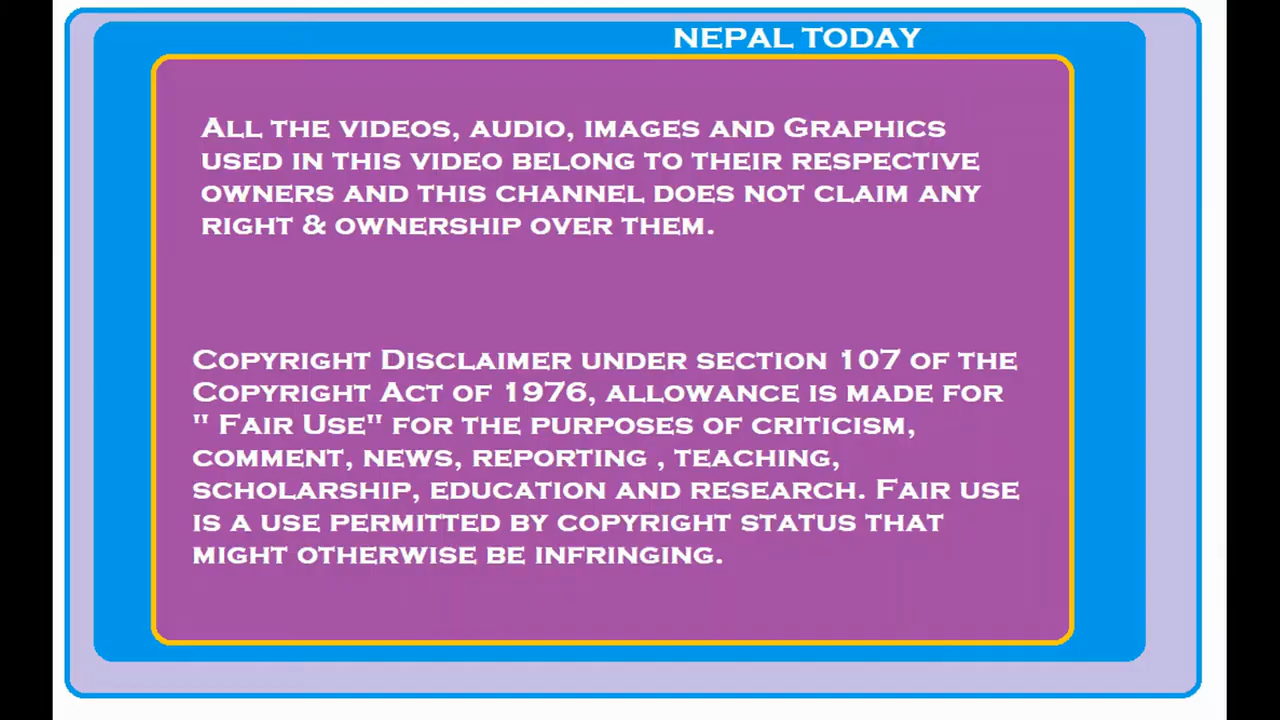 NEPAL TODAY
ALL THE VIDEOS, AUDIO, IMAGES AND GRAPHICS
USED IN THIS VIDEO BELONG TO THEIR RESPECTIVE
OWNERS AND THIS CHANNEL DOES NOT CLAIM ANY
RIGHT & OWNERSHIP OVER THEM.
COPYRIGHT DISCLAIMER UNDER SECTION 107 OF THE
COPYRIGHT ACT OF 1976, ALLOWANCE IS MADE FOR
" FAIR USE" FOR THE PURPOSES OF CRITICISM,
COMMENT, NEWS, REPORTING , TEACHING,
SCHOLARSHIP, EDUCATION AND RESEARCH. FAIR USE
IS A USE PERMITTED BY COPYRIGHT STATUS THAT
MIGHT OTHERWISE BE INFRINGING.